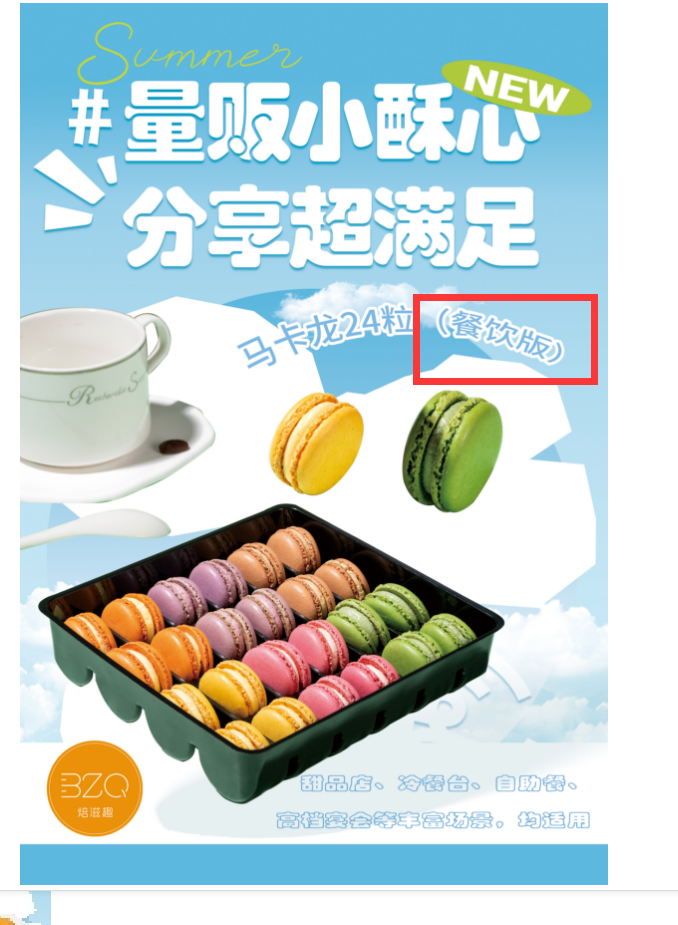 Summer
NEW
#量贩小酥心
分享超满足
马卡龙24粒（餐饮版）
BZQ
焙滋趣
甜品店、冷餐台、自助餐、
高档宴会等丰富场景，均适用